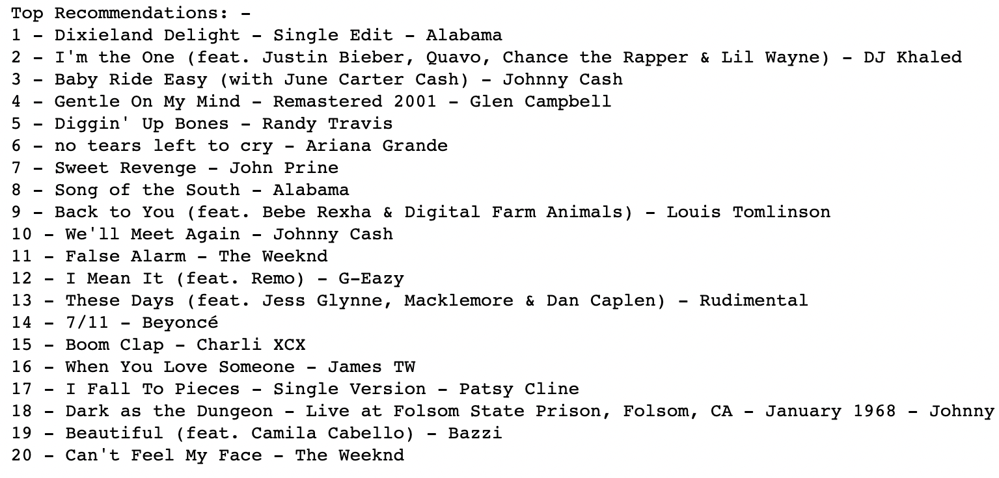 Top Recommendations: -
1 - Dixieland Delight - Single Edit - Alabama
2 - I'm the One (feat. Justin Bieber, Quavo, Chance the Rapper & Lil Wayne) - DJ Khaled
3 - Baby Ride Easy (with June Carter Cash) - Johnny Cash
4 - Gentle On My Mind - Remastered 2001 - Glen Campbell
5 - Diggin' Up Bones - Randy Travis
6 - no tears left to cry - Ariana Grande
7 - Sweet Revenge - John Prine
8 - Song of the South - Alabama
9 - Back to You (feat. Bebe Rexha & Digital Farm Animals) - Louis Tomlinson
10 - We'll Meet Again - Johnny Cash
11 - False Alarm - The Weeknd
12 - I Mean It (feat. Remo) - G-Eazy
13 - These Days (feat. Jess Glynne, Macklemore & Dan Caplen) - Rudimental
14 - 7/11 - Beyoncé
15 - Boom Clap - Charli XCX
16 - When You Love Someone - James TW
17 - I Fall To Pieces - Single Version - Patsy Cline
18 - Dark as the Dungeon - Live at Folsom State Prison, Folsom, CA - January 1968 - Johnny
19 - Beautiful (feat. Camila Cabello) - Bazzi
20 - Can't Feel My Face - The Weeknd